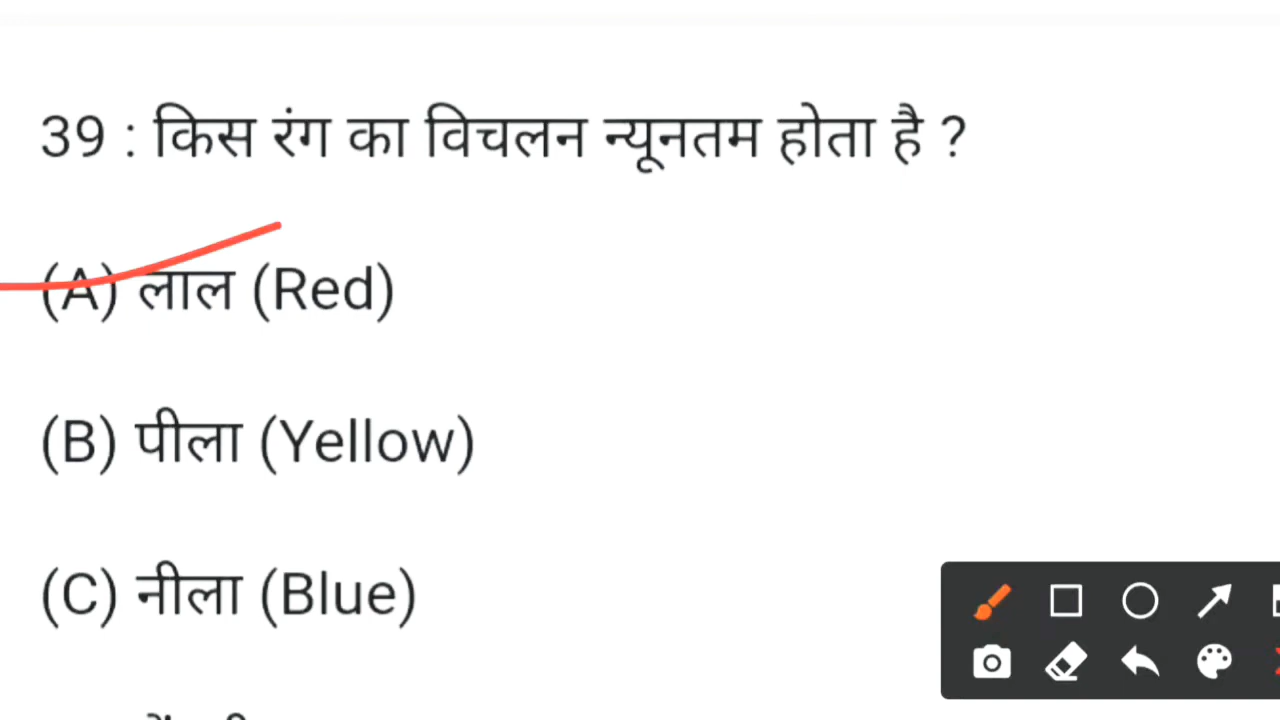 39 : किस रंग का विचलन न्यूनतम होता है ?
(A) लाल (Red)
(B) पीला (Yellow)
(C) नीला (Blue)